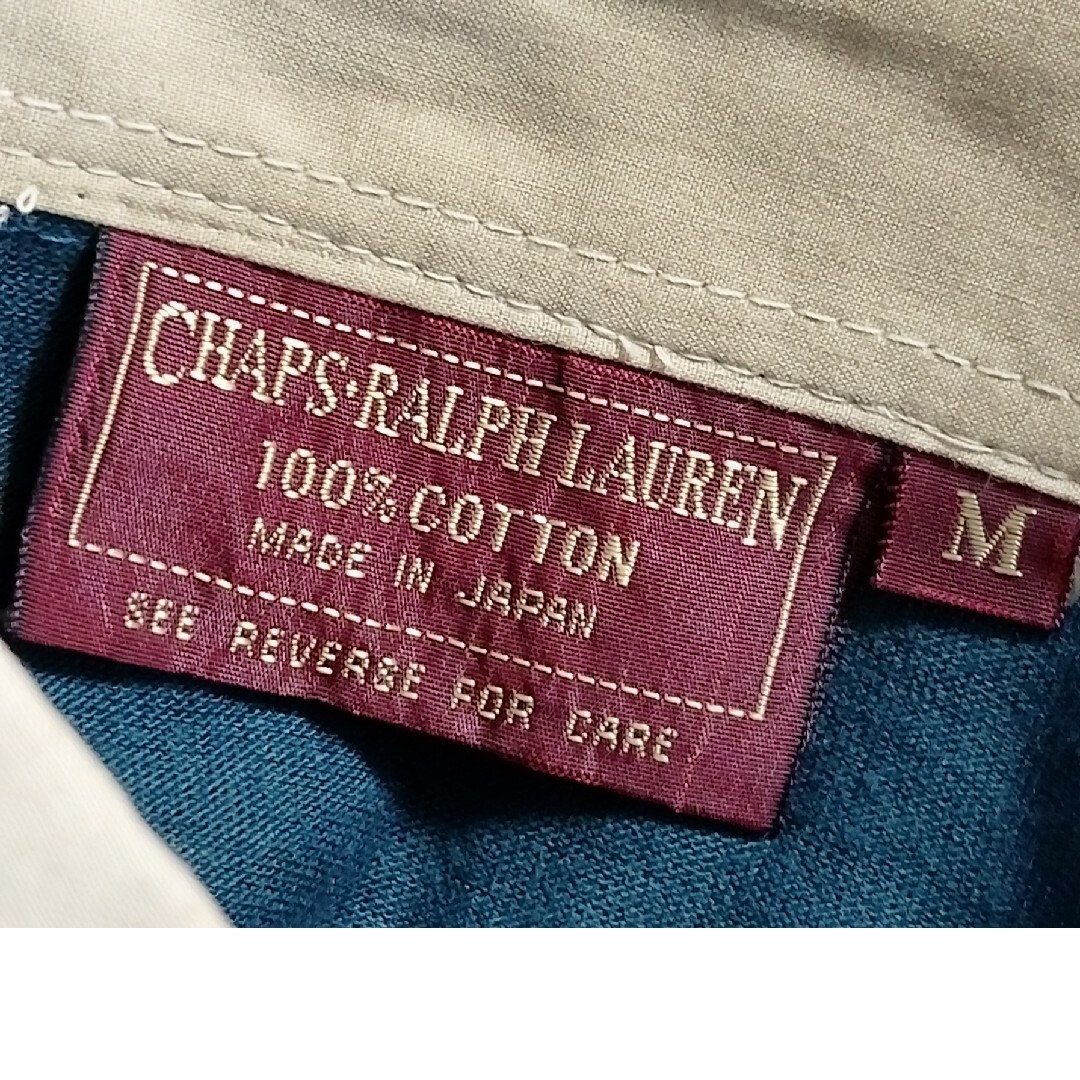 CHAPS·RALPH LAUREN
100% COTTON
MADE IN JAPAN
SEE REVERSE FOR CARE
M